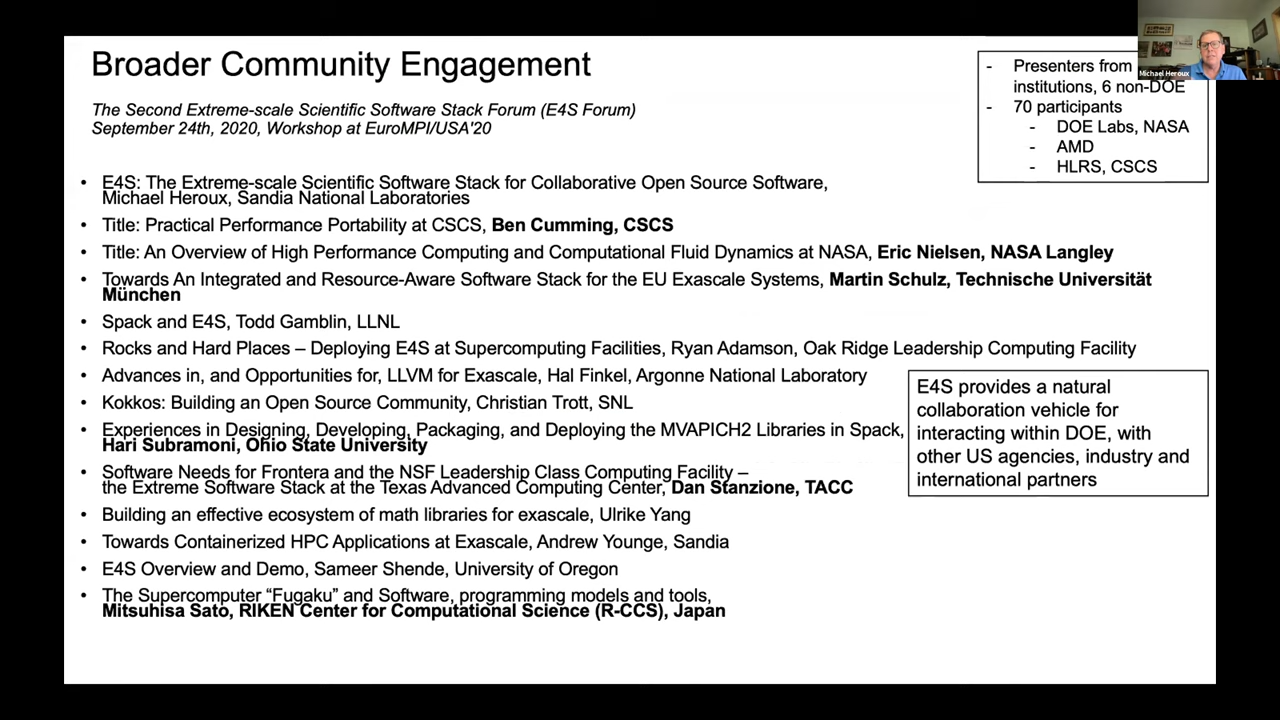 Broader Community Engagement
The Second Extreme-scale Scientific Software Stack Forum (E4S Forum)
September 24th, 2020, Workshop at EuroMPI/USA'20
- Presenters from
institutions, 6 non-DOE
- 70 participants
- DOE Labs, NASA
- AMD
- HLRS, CSCS
Michael Heroux
• E4S: The Extreme-scale Scientific Software Stack for Collaborative Open Source Software,
Michael Heroux, Sandia National Laboratories
• Title: Practical Performance Portability at CSCS, Ben Cumming, CSCS
• Title: An Overview of High Performance Computing and Computational Fluid Dynamics at NASA, Eric Nielsen, NASA Langley
• Towards An Integrated and Resource-Aware Software Stack for the EU Exascale Systems, Martin Schulz, Technische Universität
München
• Spack and E4S, Todd Gamblin, LLNL
• Rocks and Hard Places – Deploying E4S at Supercomputing Facilities, Ryan Adamson, Oak Ridge Leadership Computing Facility
• Advances in, and Opportunities for, LLVM for Exascale, Hal Finkel, Argonne National Laboratory
• Kokkos: Building an Open Source Community, Christian Trott, SNL
• Experiences in Designing, Developing, Packaging, and Deploying the MVAPICH2 Libraries in Spack,
Hari Subramoni, Ohio State University
• Software Needs for Frontera and the NSF Leadership Class Computing Facility –
the Extreme Software Stack at the Texas Advanced Computing Center, Dan Stanzione, TACC
• Building an effective ecosystem of math libraries for exascale, Ulrike Yang
• Towards Containerized HPC Applications at Exascale, Andrew Younge, Sandia
• E4S Overview and Demo, Sameer Shende, University of Oregon
• The Supercomputer “Fugaku” and Software, programming models and tools,
Mitsuhisa Sato, RIKEN Center for Computational Science (R-CCS), Japan
E4S provides a natural
collaboration vehicle for
interacting within DOE, with
other US agencies, industry and
international partners